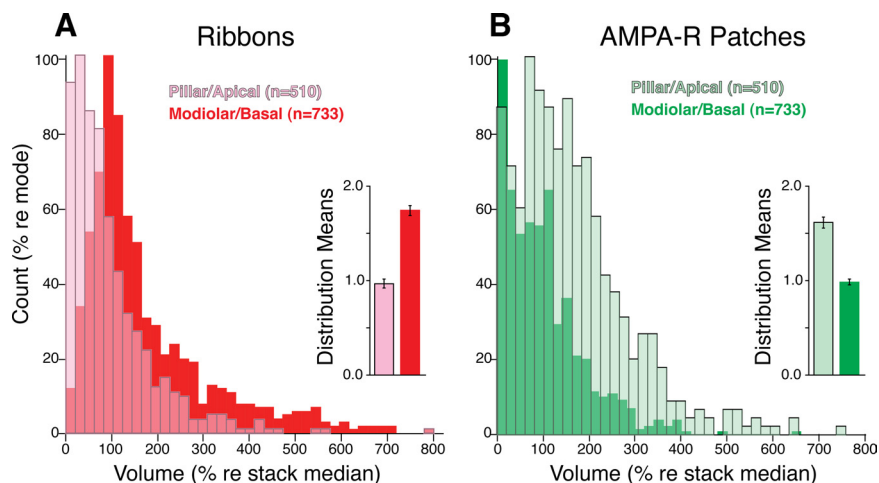 A
Ribbons
Pillar/Apical (n=510)
Modiolar/Basal (n=733)
Count (% re mode)
100
80
60
40
20
0
0 100 200 300 400 500 600 700 800
Volume (% re stack median)
Distribution Means
2.0
1.0
0.0
B
AMPA-R Patches
Pillar/Apical (n=510)
Modiolar/Basal (n=733)
100
80
60
40
20
0
0 100 200 300 400 500 600 700 800
Volume (% re stack median)
Distribution Means
2.0
1.0
0.0